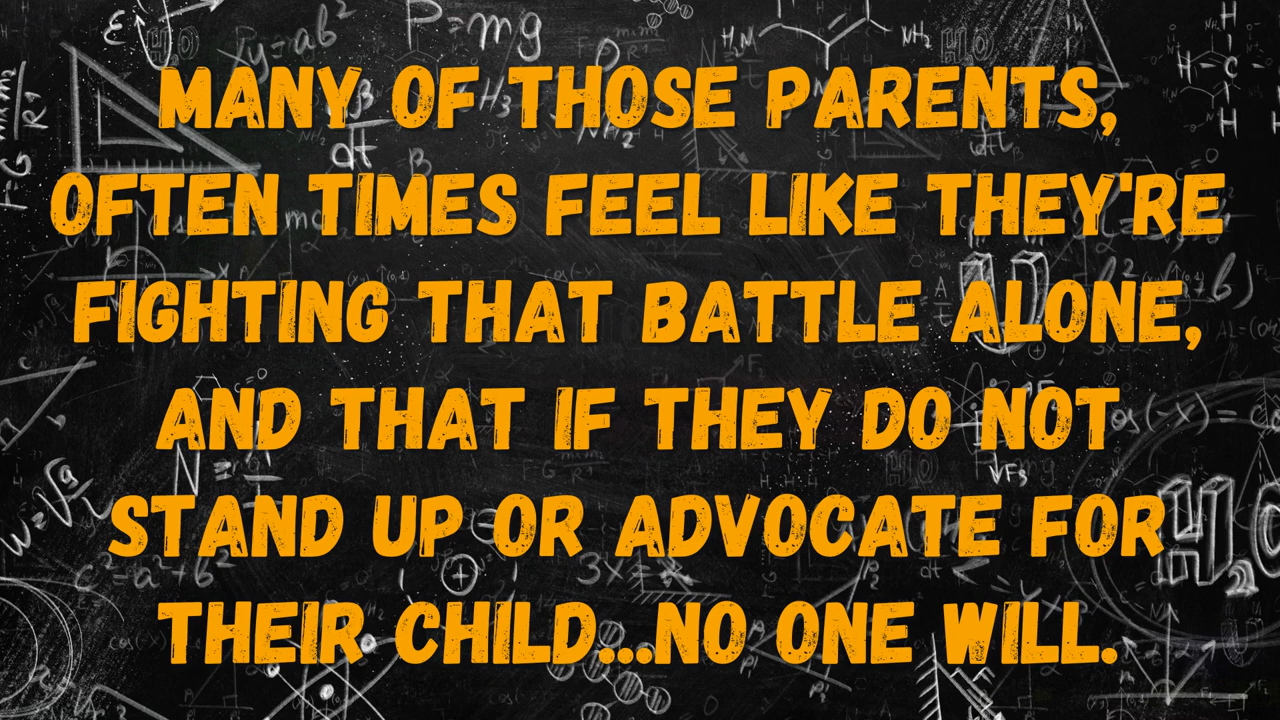 MANY OF THOSE PARENTS,
OFTEN TIMES FEEL LIKE THEY'RE
FIGHTING THAT BATTLE ALONE,
AND THAT IF THEY DO NOT
STAND UP OR ADVOCATE FOR
THEIR CHILD...NO ONE WILL.